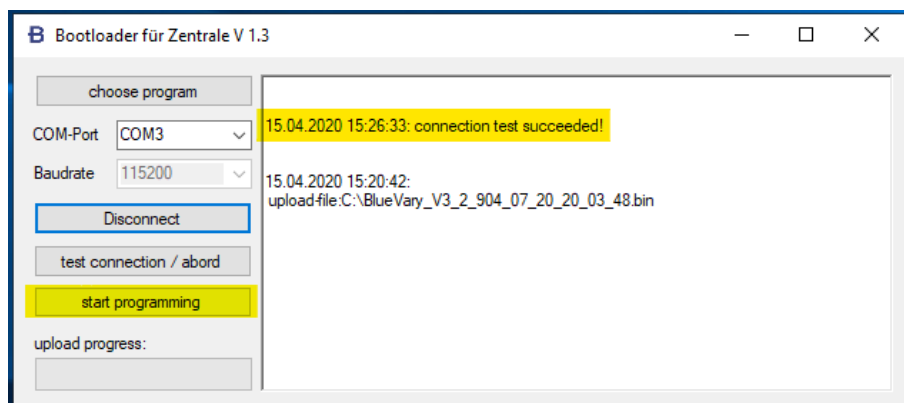 Bootloader für Zentrale V 1.3
choose program
COM-Port COM3
Baudrate 115200
Disconnect
test connection / abord
start programming
upload progress:
15.04.2020 15:26:33: connection test succeeded!
15.04.2020 15:20:42:
upload-file:C:\BlueVary_V3_2_904_07_20_20_03_48.bin